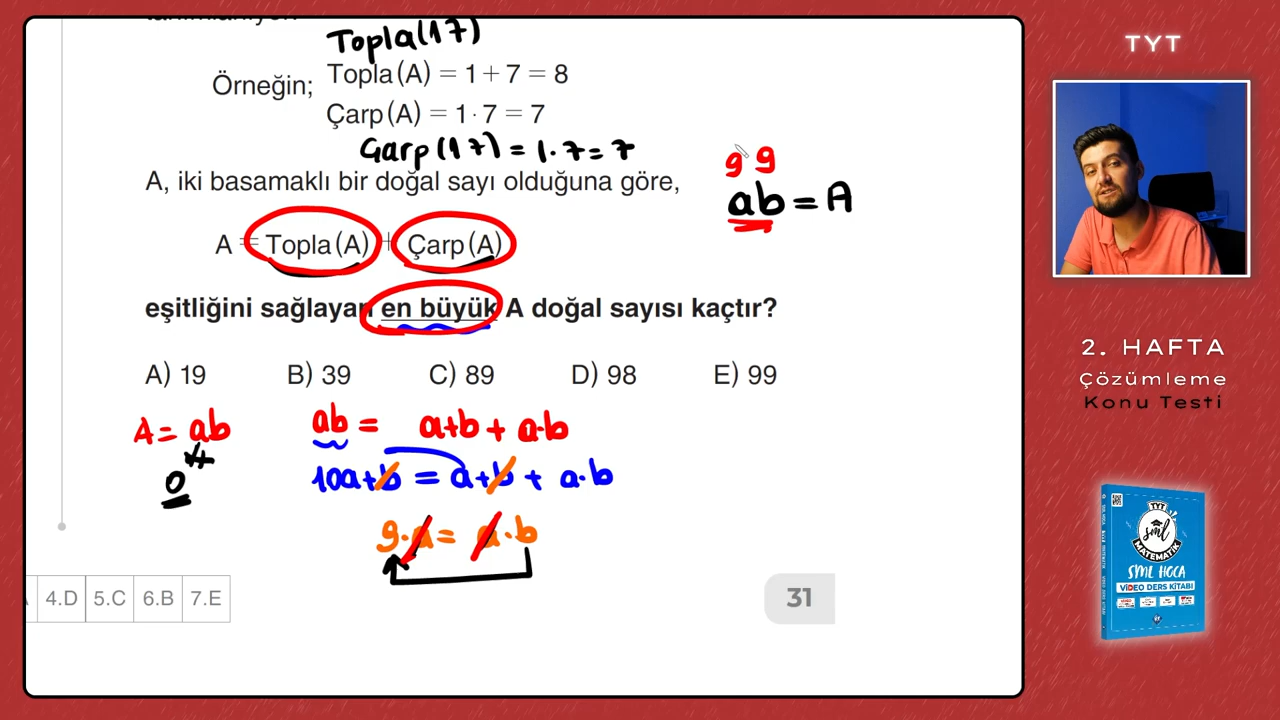 Topla(17)
Örneğin;
Topla(A) = 1+7 = 8
Çarp(A) = 1·7 = 7
Çarp(17) = 1·7 = 7
A, iki basamaklı bir doğal sayı olduğuna göre,
99
ab = A
A = Topla(A) + Çarp(A)
eşitliğini sağlayan en büyük A doğal sayısı kaçtır?
A) 19 B) 39 C) 89 D) 98 E) 99
A = ab
0
ab = a+b + a·b
10a+b = a+b + a·b
9·a = a·b
4.D 5.C 6.B 7.E
31
TYT
2. HAFTA
Çözümleme
Konu Testi
TYT
sml
MATEMATİK
SML HOCA
VİDEO DERS KİTABI